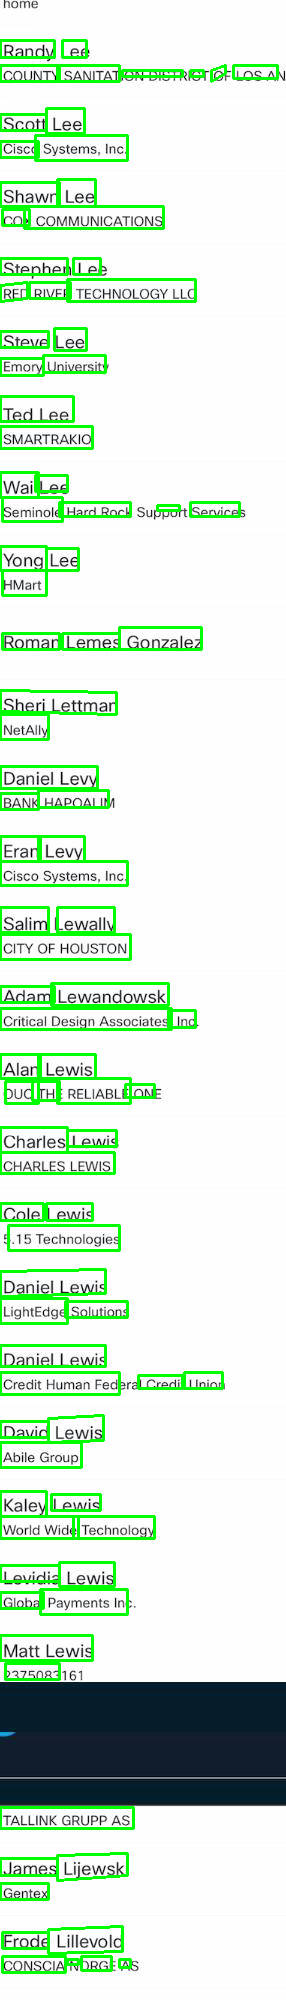 home
Randy Lee
COUNTY SANITATION DISTRICT OF LOS AN
Scott Lee
Cisco Systems, Inc.
Shawn Lee
COX COMMUNICATIONS
Stephen Lee
RED RIVER TECHNOLOGY LLC
Steve Lee
Emory University
Ted Lee
SMARTRAKIO
Wai Lee
Seminole Hard Rock Support Services
Yong Lee
HMart
Roman Lemes Gonzalez
Sheri Lettman
NetAlly
Daniel Levy
BANK HAPOALIM
Eran Levy
Cisco Systems, Inc.
Salim Lewally
CITY OF HOUSTON
Adam Lewandowski
Critical Design Associates Inc.
Alan Lewis
DUO THE RELIABLE ONE
Charles Lewis
CHARLES LEWIS
Cole Lewis
5.15 Technologies
Daniel Lewis
LightEdge Solutions
Daniel Lewis
Credit Human Federal Credit Union
David Lewis
Abile Group
Kaley Lewis
World Wide Technology
Levidia Lewis
Global Payments Inc.
Matt Lewis
2375083161
TALLINK GRUPP AS
James Lijewski
Gentex
Frode Lillevold
CONSCIA NORGE AS